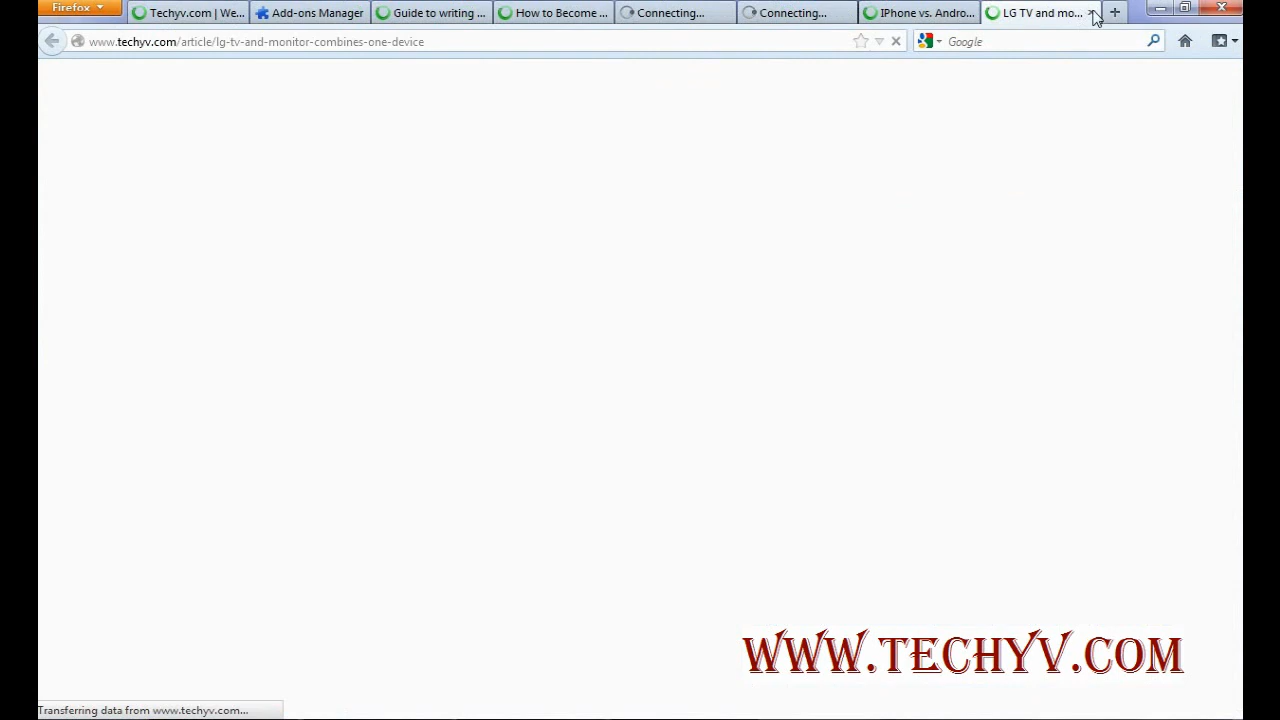 Firefox
Techyv.com | We...
Add-ons Manager
Guide to writing ...
How to Become ...
Connecting...
Connecting...
IPhone vs. Andro...
LG TV and mo...
www.techyv.com/article/lg-tv-and-monitor-combines-one-device
Google
WWW.TECHYV.COM
Transferring data from www.techyv.com...